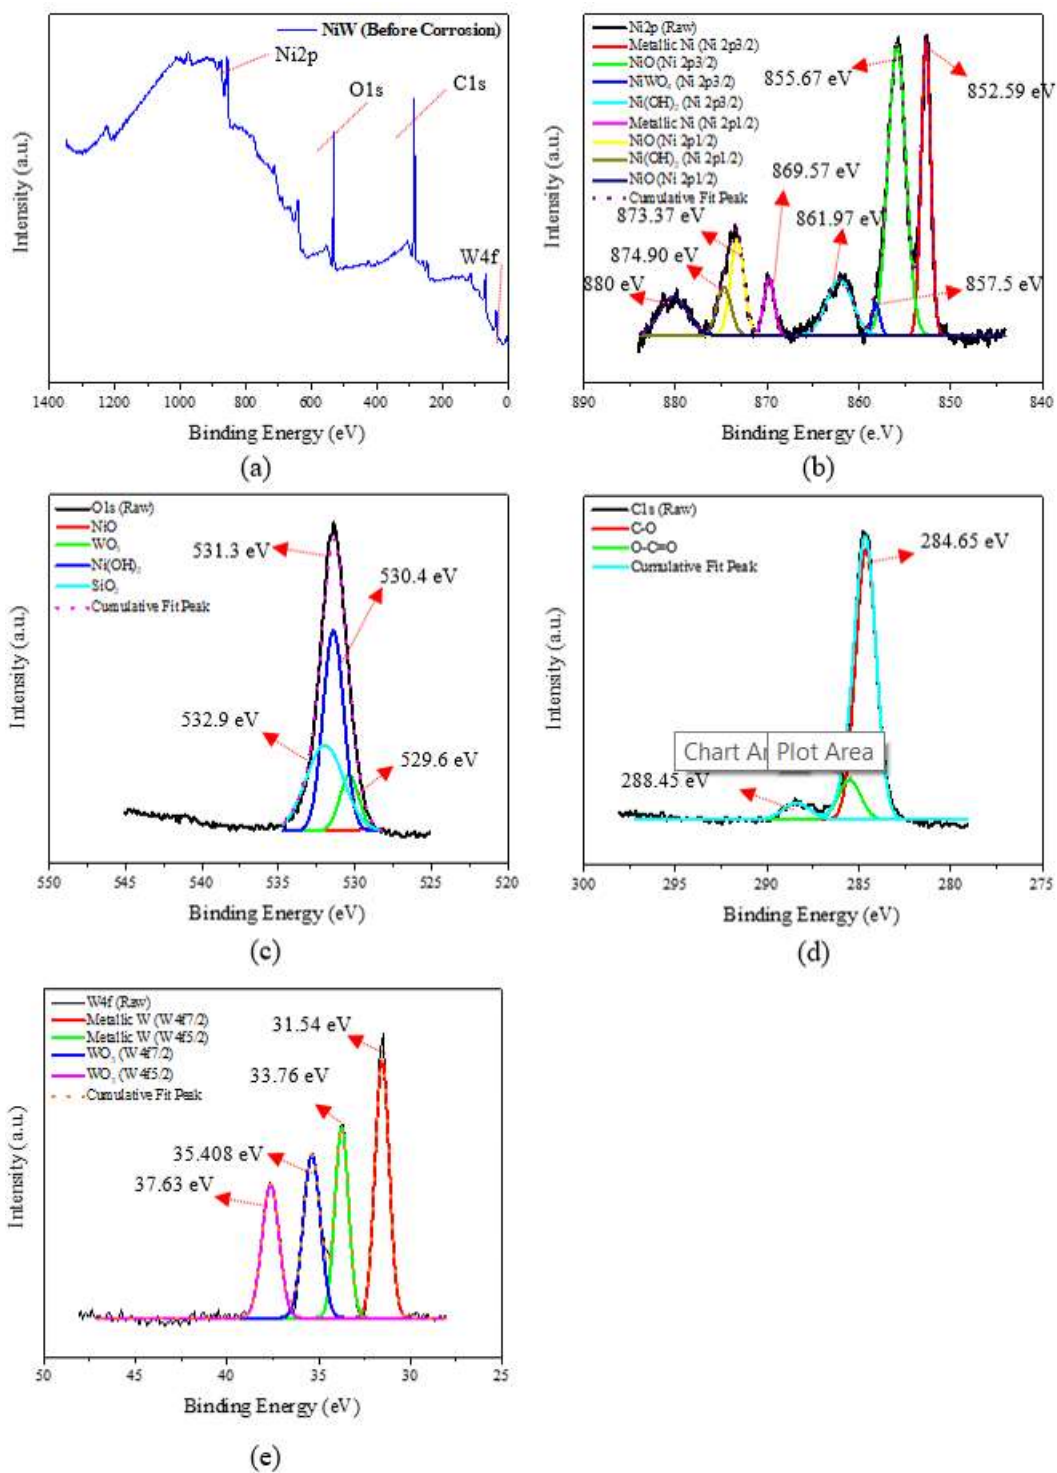 NiW (Before Corrosion)
Ni2p
O1s
C1s
W4f
Intensity (a.u.)
1400 1200 1000 800 600 400 200 0
Binding Energy (eV)
(a)
Ni2p (Raw)
Metallic Ni (Ni 2p3/2)
NiO (Ni 2p3/2)
NiWO₄ (Ni 2p3/2)
Ni(OH)₂ (Ni 2p3/2)
Metallic Ni (Ni 2p1/2)
NiO (Ni 2p1/2)
Ni(OH)₂ (Ni 2p1/2)
NiO (Ni 2p1/2)
Cumulative Fit Peak
855.67 eV
852.59 eV
869.57 eV
873.37 eV
861.97 eV
874.90 eV
880 eV
857.5 eV
Intensity (a.u.)
890 880 870 860 850 840
Binding Energy (e.V)
(b)
O1s (Raw)
NiO
WO₃
Ni(OH)₂
SiO₂
Cumulative Fit Peak
531.3 eV
530.4 eV
532.9 eV
529.6 eV
Intensity (a.u.)
550 545 540 535 530 525 520
Binding Energy (eV)
(c)
C1s (Raw)
C-O
O-C=O
Cumulative Fit Peak
284.65 eV
Chart Ar
Plot Area
288.45 eV
Intensity (a.u.)
300 295 290 285 280 275
Binding Energy (eV)
(d)
W4f (Raw)
Metallic W (W4f7/2)
Metallic W (W4f5/2)
WO₃ (W4f7/2)
WO₃ (W4f5/2)
Cumulative Fit Peak
31.54 eV
33.76 eV
35.408 eV
37.63 eV
Intensity (a.u.)
50 45 40 35 30 25
Binding Energy (eV)
(e)